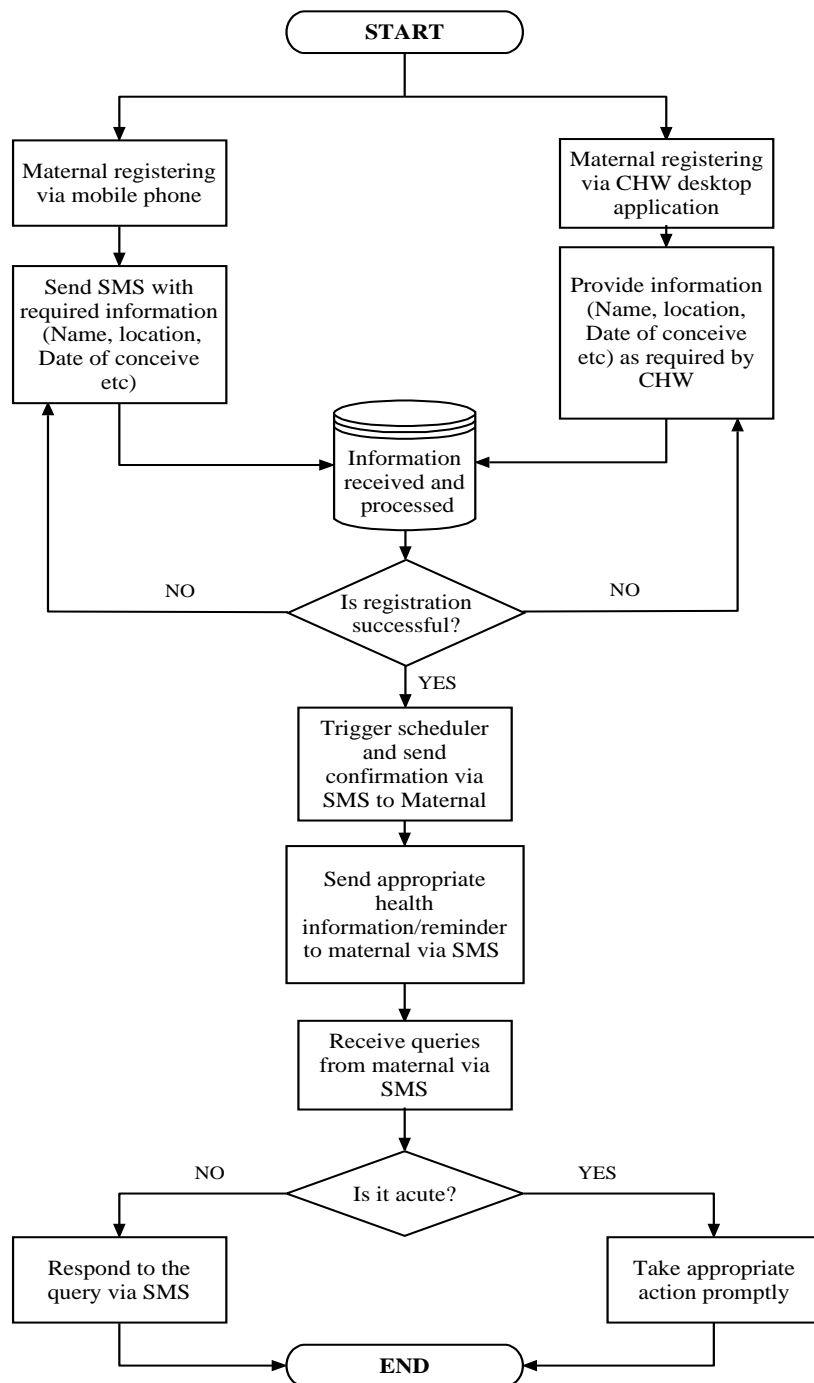 START
Maternal registering
via mobile phone
Maternal registering
via CHW desktop
application
Send SMS with
required information
(Name, location,
Date of conceive
etc)
Provide information
(Name, location,
Date of conceive
etc) as required by
CHW
Information
received and
processed
NO
Is registration
successful?
NO
YES
Trigger scheduler
and send
confirmation via
SMS to Maternal
Send appropriate
health
information/reminder
to maternal via SMS
Receive queries
from maternal via
SMS
NO
Is it acute?
YES
Respond to the
query via SMS
Take appropriate
action promptly
END